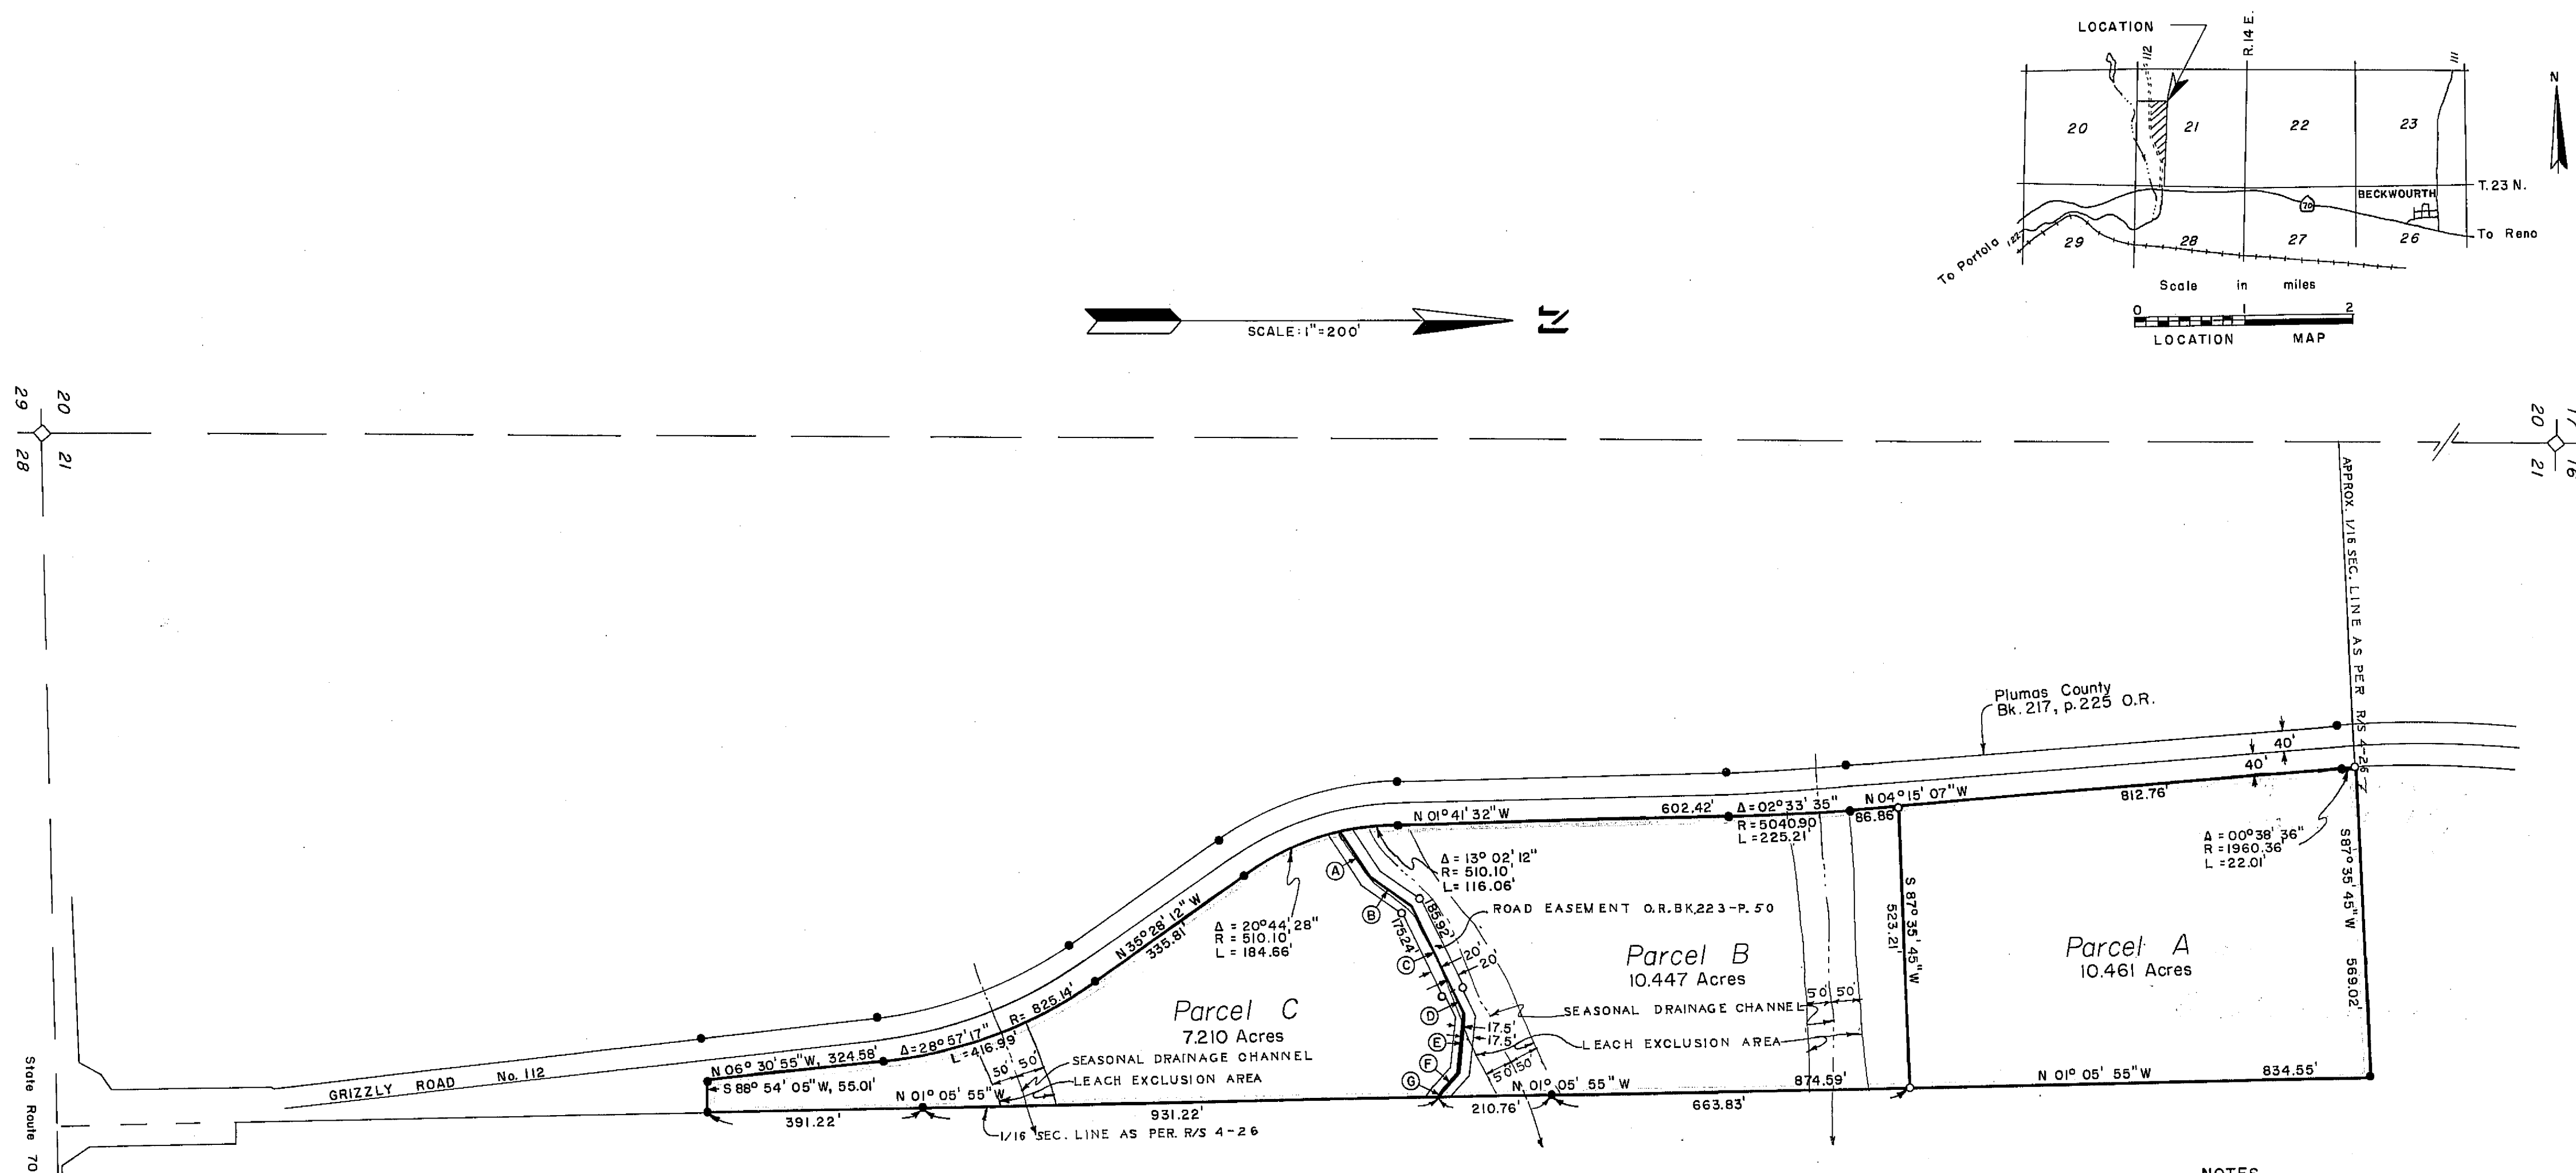 LOCATION
112
R.14 E.
111
N
20
21
22
23
T.23 N.
BECKWOURTH
70
To Portola
122
29
28
27
26
To Reno
Scale in miles
0 1 2
LOCATION MAP
SCALE: 1"=200'
N
29 20
28 21
20
21 16
APPROX. 1/16 SEC. LINE AS PER R/S 4-26
Plumas County
Bk. 217, p. 225 O.R.
40'
40'
N 01° 41' 32" W
602.42'
Δ = 02° 33' 35"
R = 5040.90
L = 225.21'
N 04° 15' 07" W
86.86
812.76'
Δ = 00° 38' 36"
R = 1960.36'
L = 22.01'
S 87° 35' 45" W 569.02'
Δ = 13° 02' 12"
R = 510.10'
L = 116.06'
A
B
185.92'
175.24'
ROAD EASEMENT O.R. BK. 223-P. 50
C
20'
20'
Parcel B
10.447 Acres
S 87° 35' 45" W
523.21'
Parcel A
10.461 Acres
N 35° 28' 12" W
335.81'
Δ = 20° 44' 28"
R = 510.10'
L = 184.66'
Parcel C
7.210 Acres
D
SEASONAL DRAINAGE CHANNEL
50' 50'
E
17.5'
17.5'
LEACH EXCLUSION AREA
F
G
50' 50'
R = 825.14'
Δ = 28° 57' 17"
L = 416.99'
50' 50'
SEASONAL DRAINAGE CHANNEL
LEACH EXCLUSION AREA
N 06° 30' 55" W, 324.58'
S 88° 54' 05" W, 55.01'
GRIZZLY ROAD No. 112
N 01° 05' 55" W
391.22'
931.22'
1/16 SEC. LINE AS PER. R/S 4-26
N 01° 05' 55" W
210.76'
663.83'
874.59'
N 01° 05' 55" W
834.55'
State Route 70
NOTES